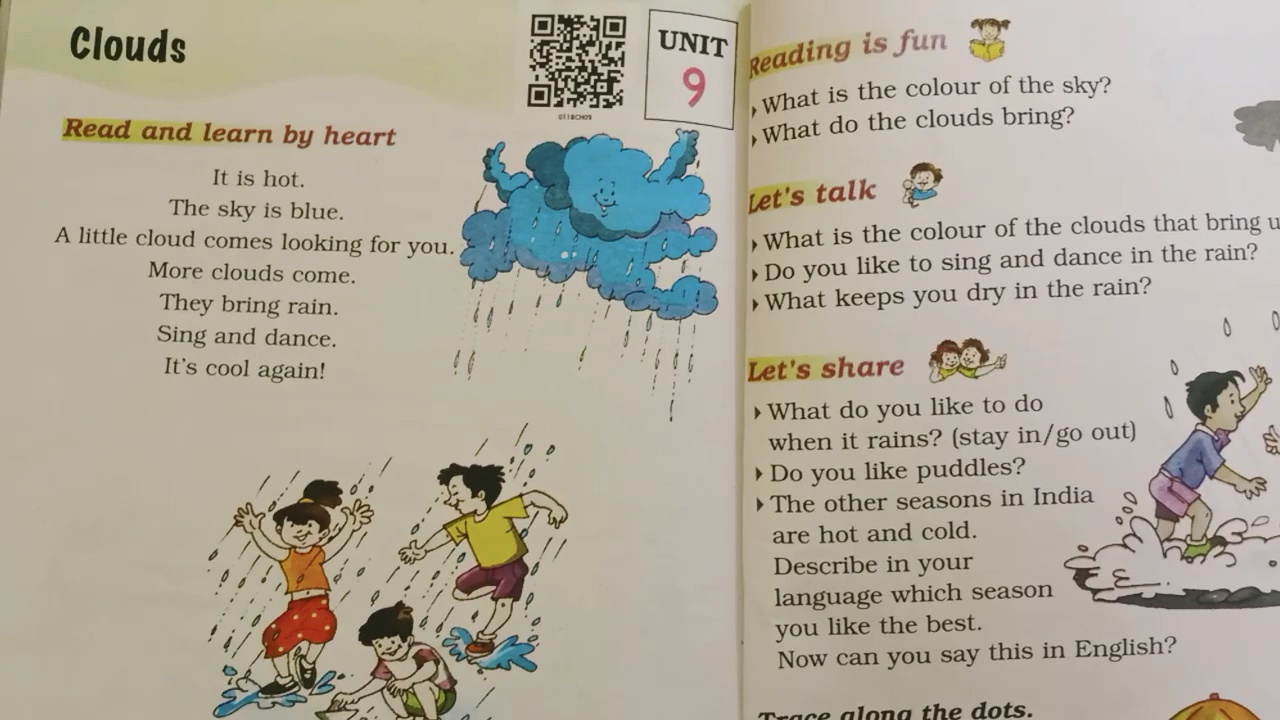 Clouds
UNIT
9
0118CH09
Read and learn by heart
It is hot.
The sky is blue.
A little cloud comes looking for you.
More clouds come.
They bring rain.
Sing and dance.
It's cool again!
Reading is fun
What is the colour of the sky?
What do the clouds bring?
Let's talk
What is the colour of the clouds that bring
Do you like to sing and dance in the rain?
What keeps you dry in the rain?
Let's share
What do you like to do
when it rains? (stay in/go out)
Do you like puddles?
The other seasons in India
are hot and cold.
Describe in your
language which season
you like the best.
Now can you say this in English?
Trace along the dots.